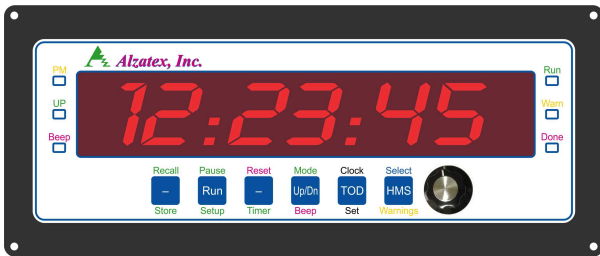 Alzatex, Inc.
PM
UP
Beep
12:23:45
Run
Warn
Done
Recall Pause Reset Mode Clock Select
– Run – Up/Dn TOD HMS
Store Setup Timer Beep Set Warnings